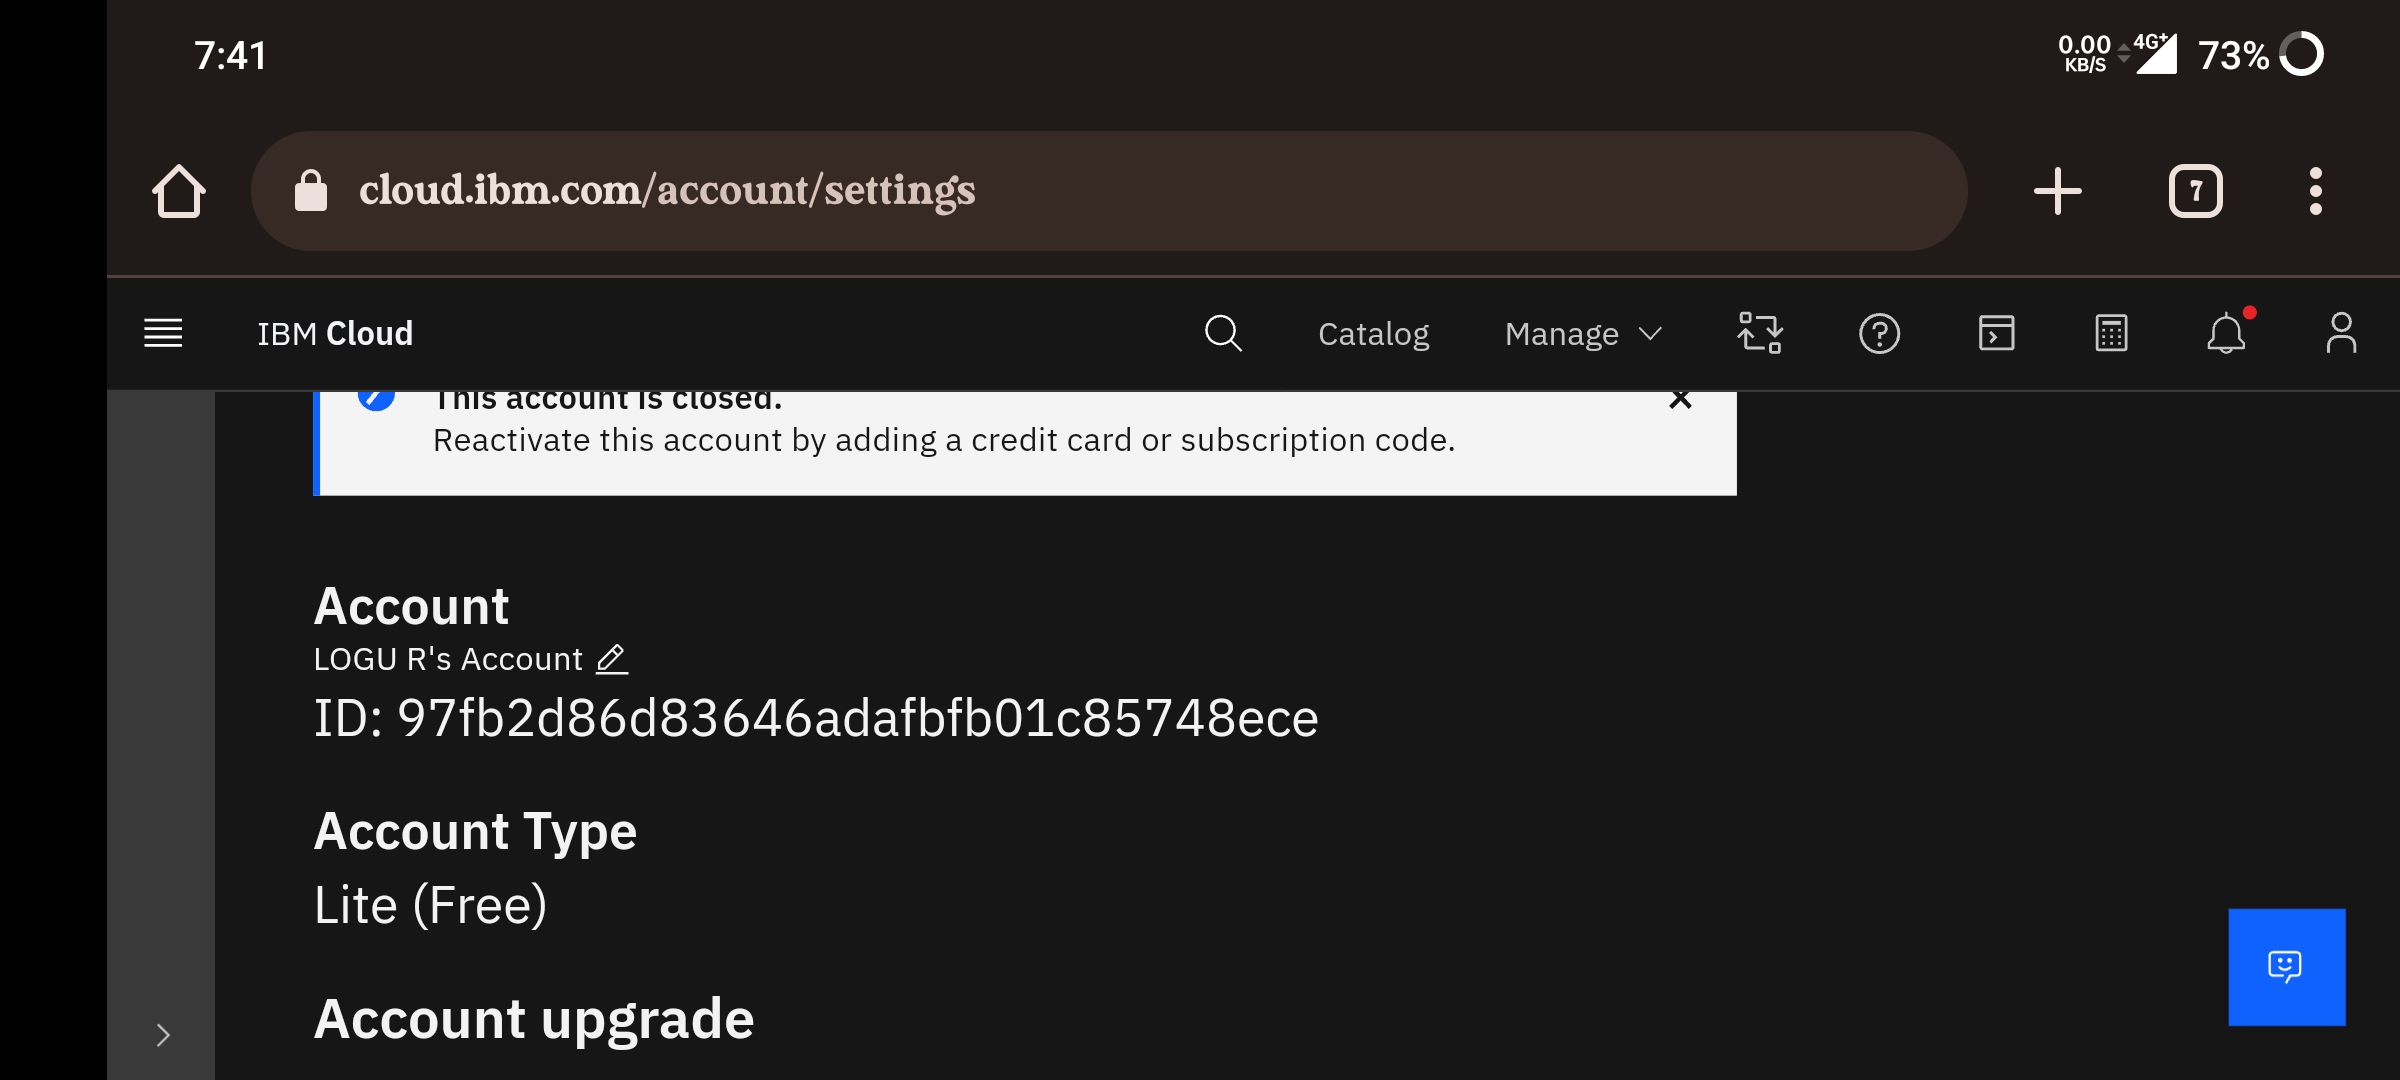 7:41
0.00 KB/S 4G+ 73%
cloud.ibm.com/account/settings
7
IBM Cloud
Catalog
Manage
This account is closed.
Reactivate this account by adding a credit card or subscription code.
Account
LOGU R's Account
ID: 97fb2d86d83646adafbfb01c85748ece
Account Type
Lite (Free)
Account upgrade